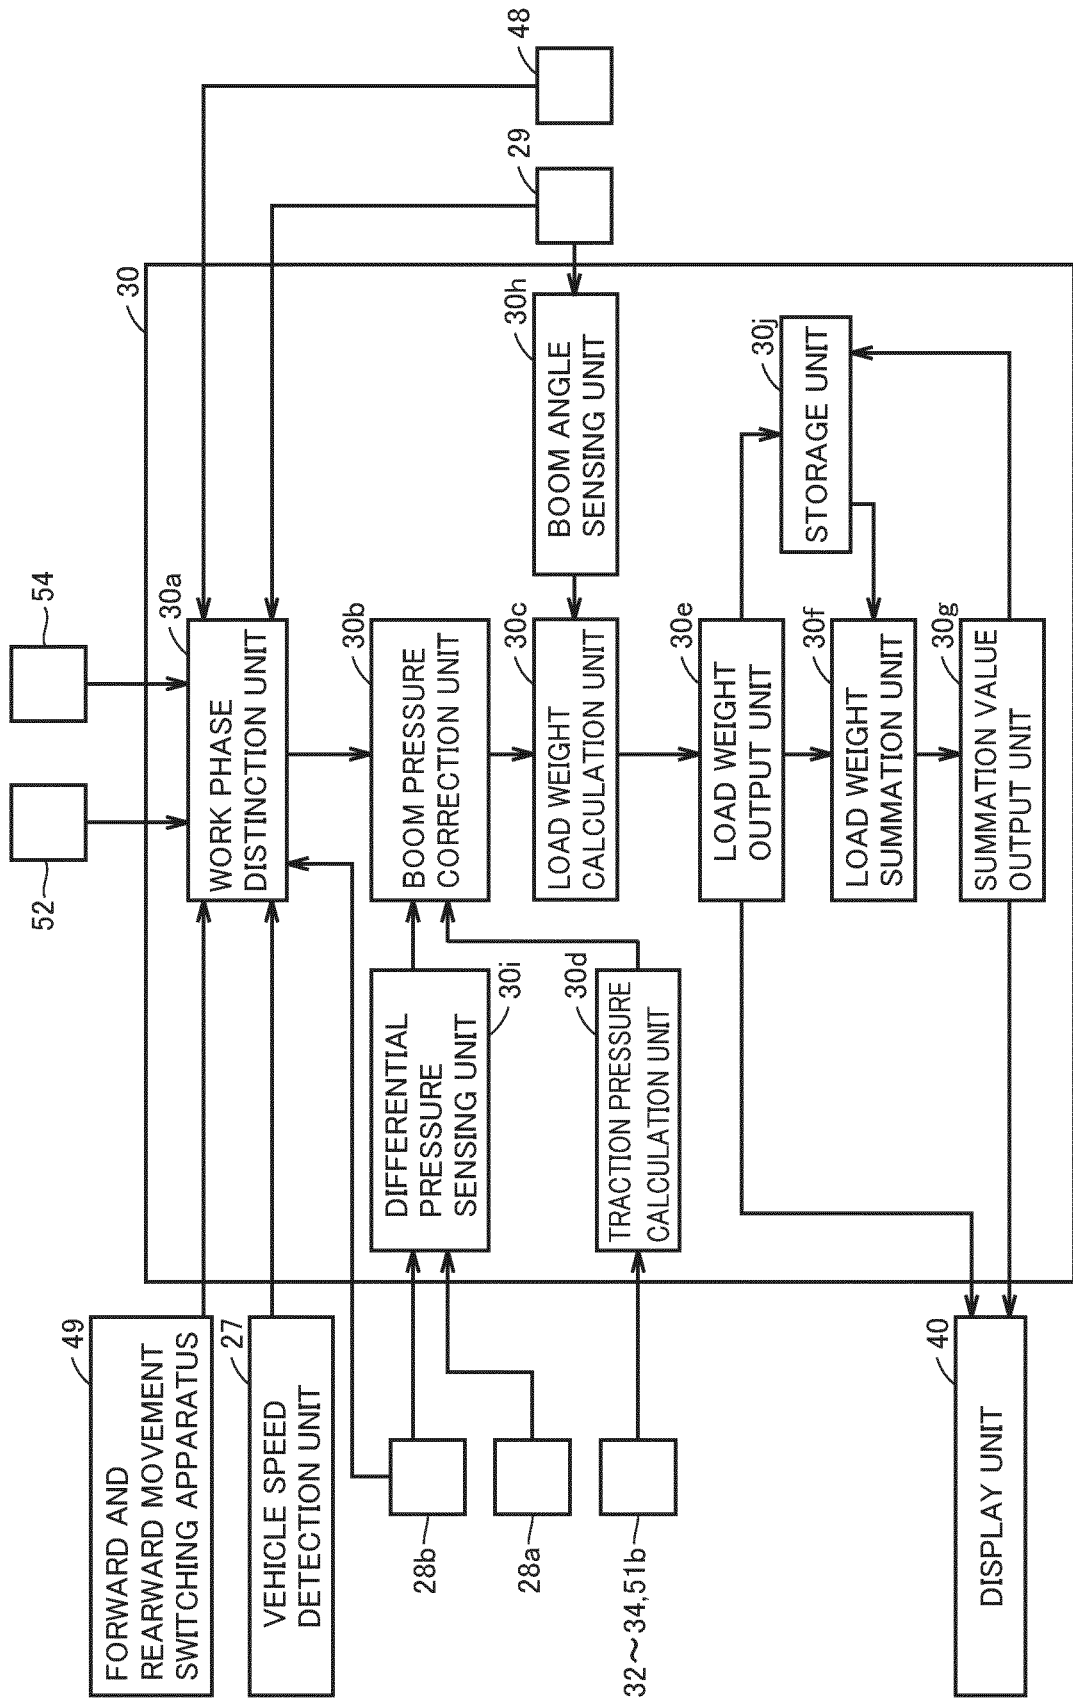 FORWARD AND
REARWARD MOVEMENT
SWITCHING APPARATUS
49
VEHICLE SPEED
DETECTION UNIT
27
28b
28a
32～34,51b
DISPLAY UNIT
40
30
52
54
WORK PHASE
DISTINCTION UNIT
30a
DIFFERENTIAL
PRESSURE
SENSING UNIT
30i
BOOM PRESSURE
CORRECTION UNIT
30b
TRACTION PRESSURE
CALCULATION UNIT
30d
LOAD WEIGHT
CALCULATION UNIT
30c
BOOM ANGLE
SENSING UNIT
30h
LOAD WEIGHT
OUTPUT UNIT
30e
STORAGE UNIT
30j
LOAD WEIGHT
SUMMATION UNIT
30f
SUMMATION VALUE
OUTPUT UNIT
30g
29
48